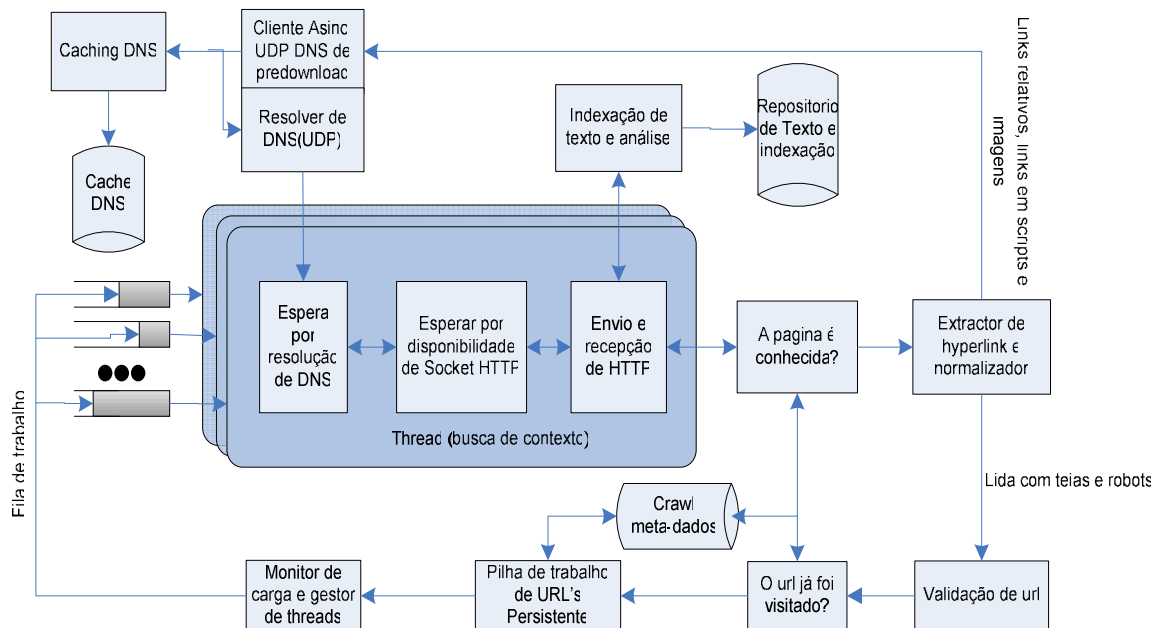 Caching DNS
Cliente Asinc
UDP DNS de
predownload
Resolver de
DNS(UDP)
Cache
DNS
Indexação de
texto e análise
Repositorio
de Texto e
indexação
Links relativos, links em scripts e
imagens
Espera
por
resolução
de DNS
Esperar por
disponibilidade
de Socket HTTP
Envio e
recepção
de HTTP
Thread (busca de contexto)
A pagina é
conhecida?
Extractor de
hyperlink e
normalizador
Fila de trabalho
Lida com teias e robots
Crawl
meta-dados
Monitor de
carga e gestor
de threads
Pilha de trabalho
de URL's
Persistente
O url já foi
visitado?
Validação de url